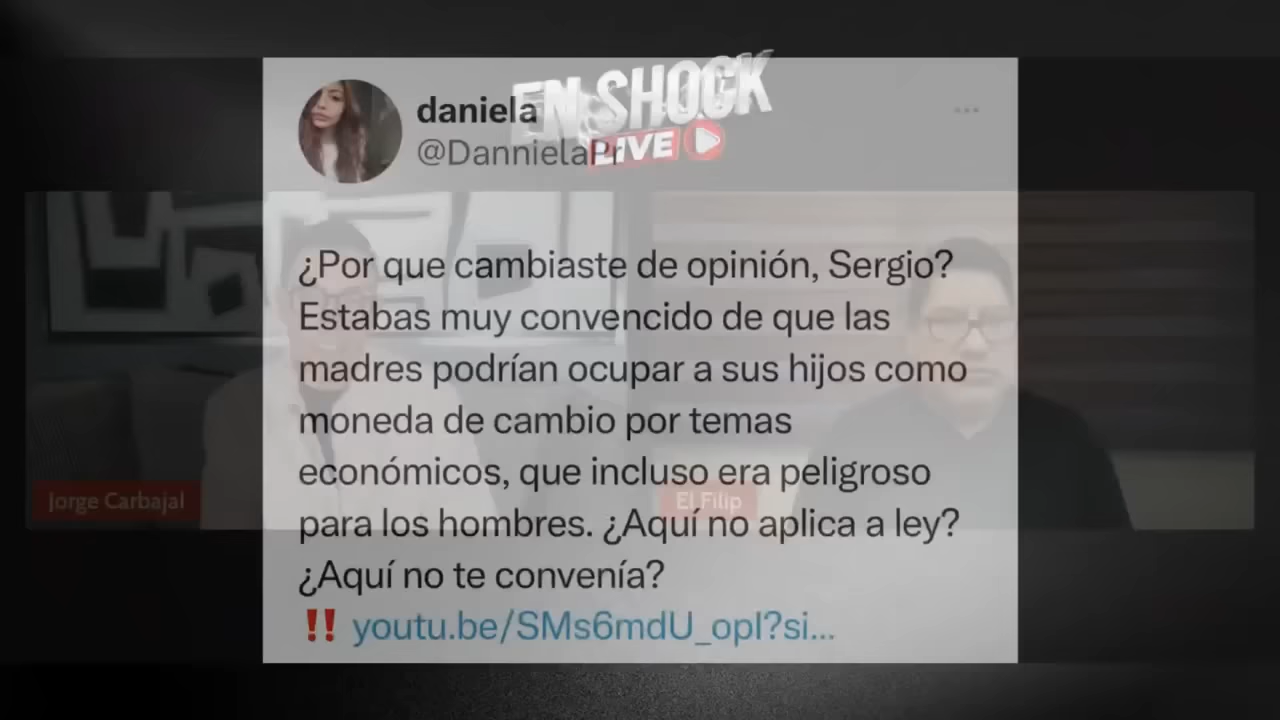 EN SHOCK
LIVE
daniela
@DannielaPr
¿Por que cambiaste de opinión, Sergio?
Estabas muy convencido de que las
madres podrían ocupar a sus hijos como
moneda de cambio por temas
económicos, que incluso era peligroso
para los hombres. ¿Aquí no aplica a ley?
¿Aquí no te convenía?
‼️ youtu.be/SMs6mdU_opI?si...
Jorge Carbajal
El Filip